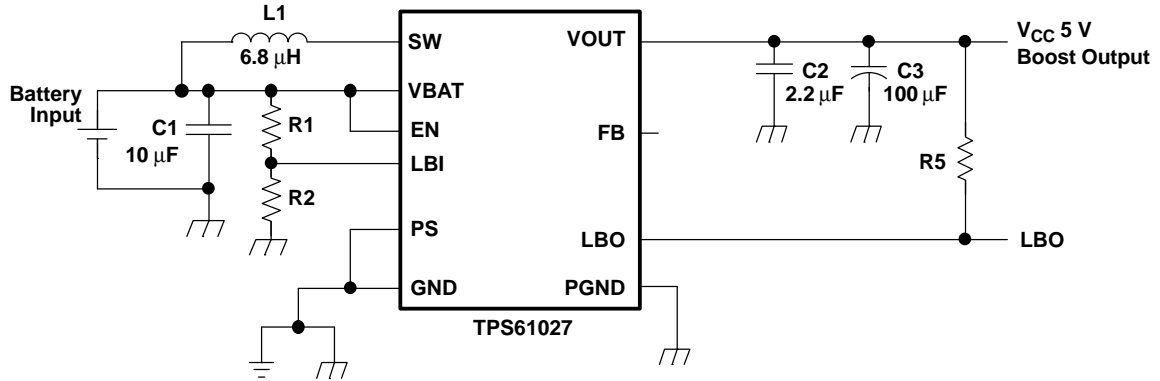 L1
6.8 μH
SW
VOUT
VCC 5 V
Boost Output
C2
2.2 μF
C3
100 μF
Battery
Input
VBAT
C1
10 μF
R1
EN
FB
LBI
R2
R5
PS
LBO
LBO
GND
PGND
TPS61027